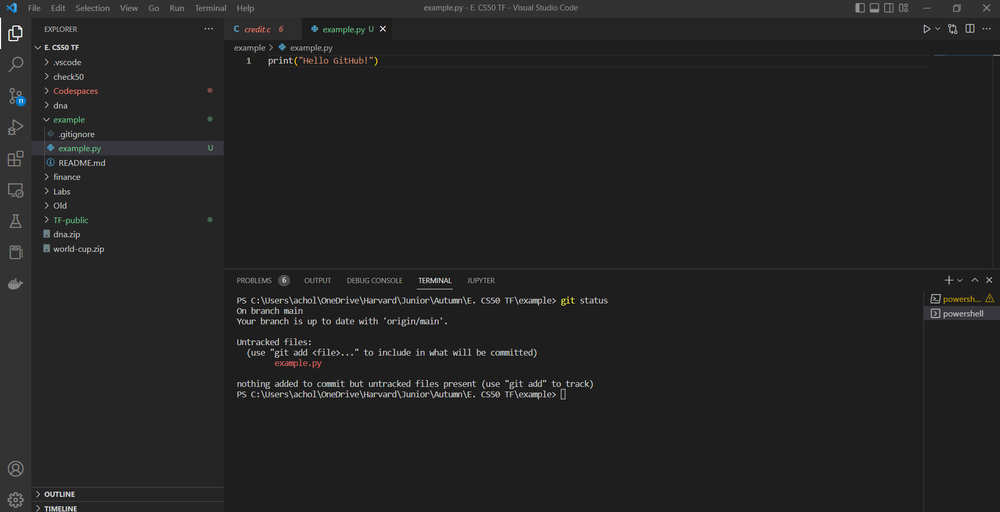 File Edit Selection View Go Run Terminal Help
example.py - E. CS50 TF - Visual Studio Code
EXPLORER
E. CS50 TF
.vscode
check50
Codespaces
dna
example
.gitignore
example.py U
README.md
finance
Labs
Old
TF-public
dna.zip
world-cup.zip
OUTLINE
TIMELINE
11
C credit.c 6
example.py U
example > example.py
1 print("Hello GitHub!")
PROBLEMS 6 OUTPUT DEBUG CONSOLE TERMINAL JUPYTER
PS C:\Users\achol\OneDrive\Harvard\Junior\Autumn\E. CS50 TF\example> git status
On branch main
Your branch is up to date with 'origin/main'.
Untracked files:
(use "git add <file>..." to include in what will be committed)
example.py
nothing added to commit but untracked files present (use "git add" to track)
PS C:\Users\achol\OneDrive\Harvard\Junior\Autumn\E. CS50 TF\example>
powersh...
powershell